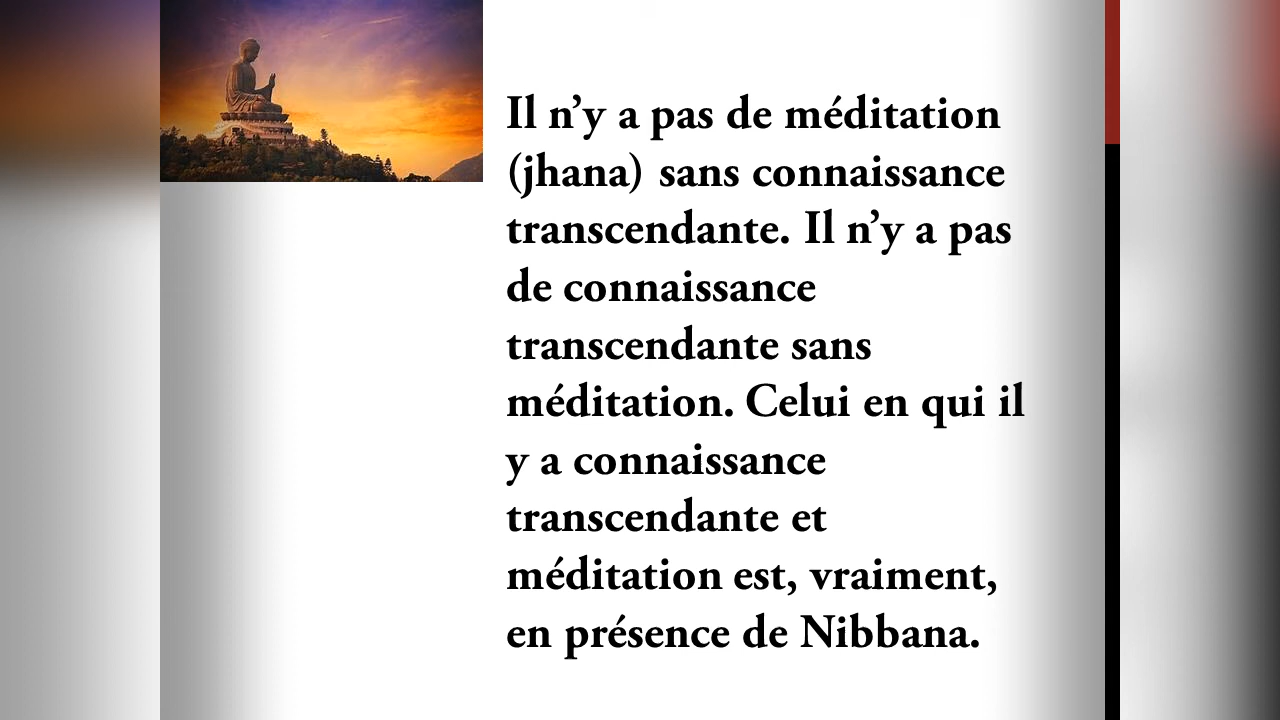 Il n’y a pas de méditation
(jhana) sans connaissance
transcendante. Il n’y a pas
de connaissance
transcendante sans
méditation. Celui en qui il
y a connaissance
transcendante et
méditation est, vraiment,
en présence de Nibbana.